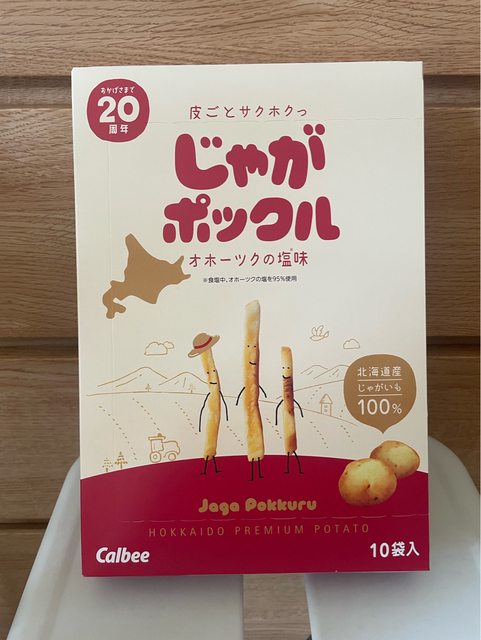 おかげさまで
20
周年
皮ごとサクホクっ
じゃが
ポックル
オホーツクの塩※味
※食塩中、オホーツクの塩を95%使用
北海道産
じゃがいも
100%
Jaga Pokkuru
HOKKAIDO PREMIUM POTATO
Calbee
10袋入